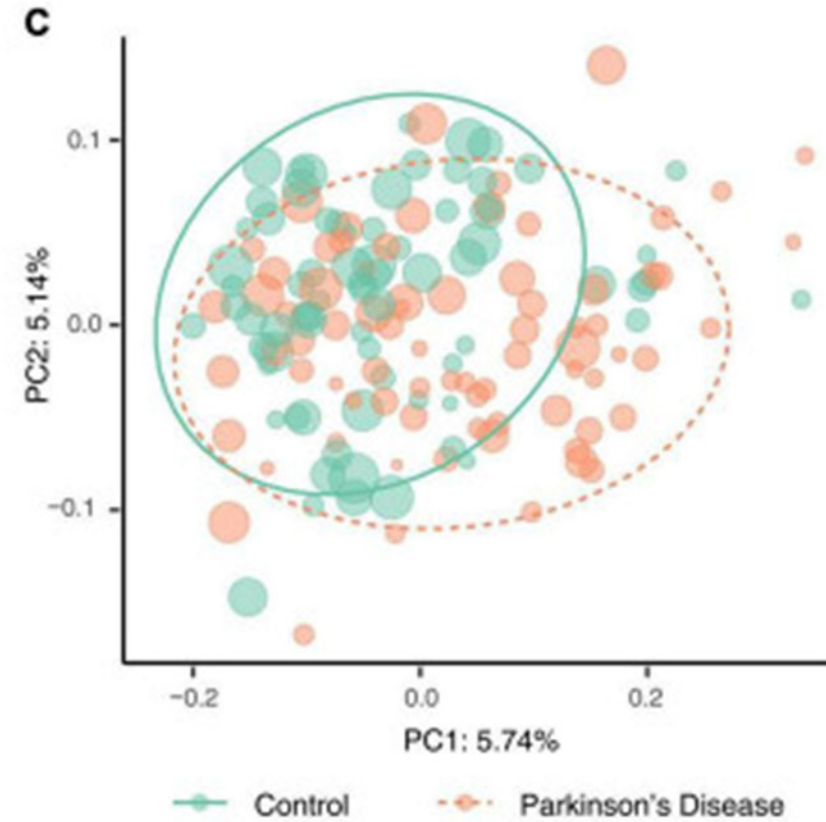 C
0.1
0.0
−0.1
PC2: 5.14%
−0.2 0.0 0.2
PC1: 5.74%
Control Parkinson's Disease